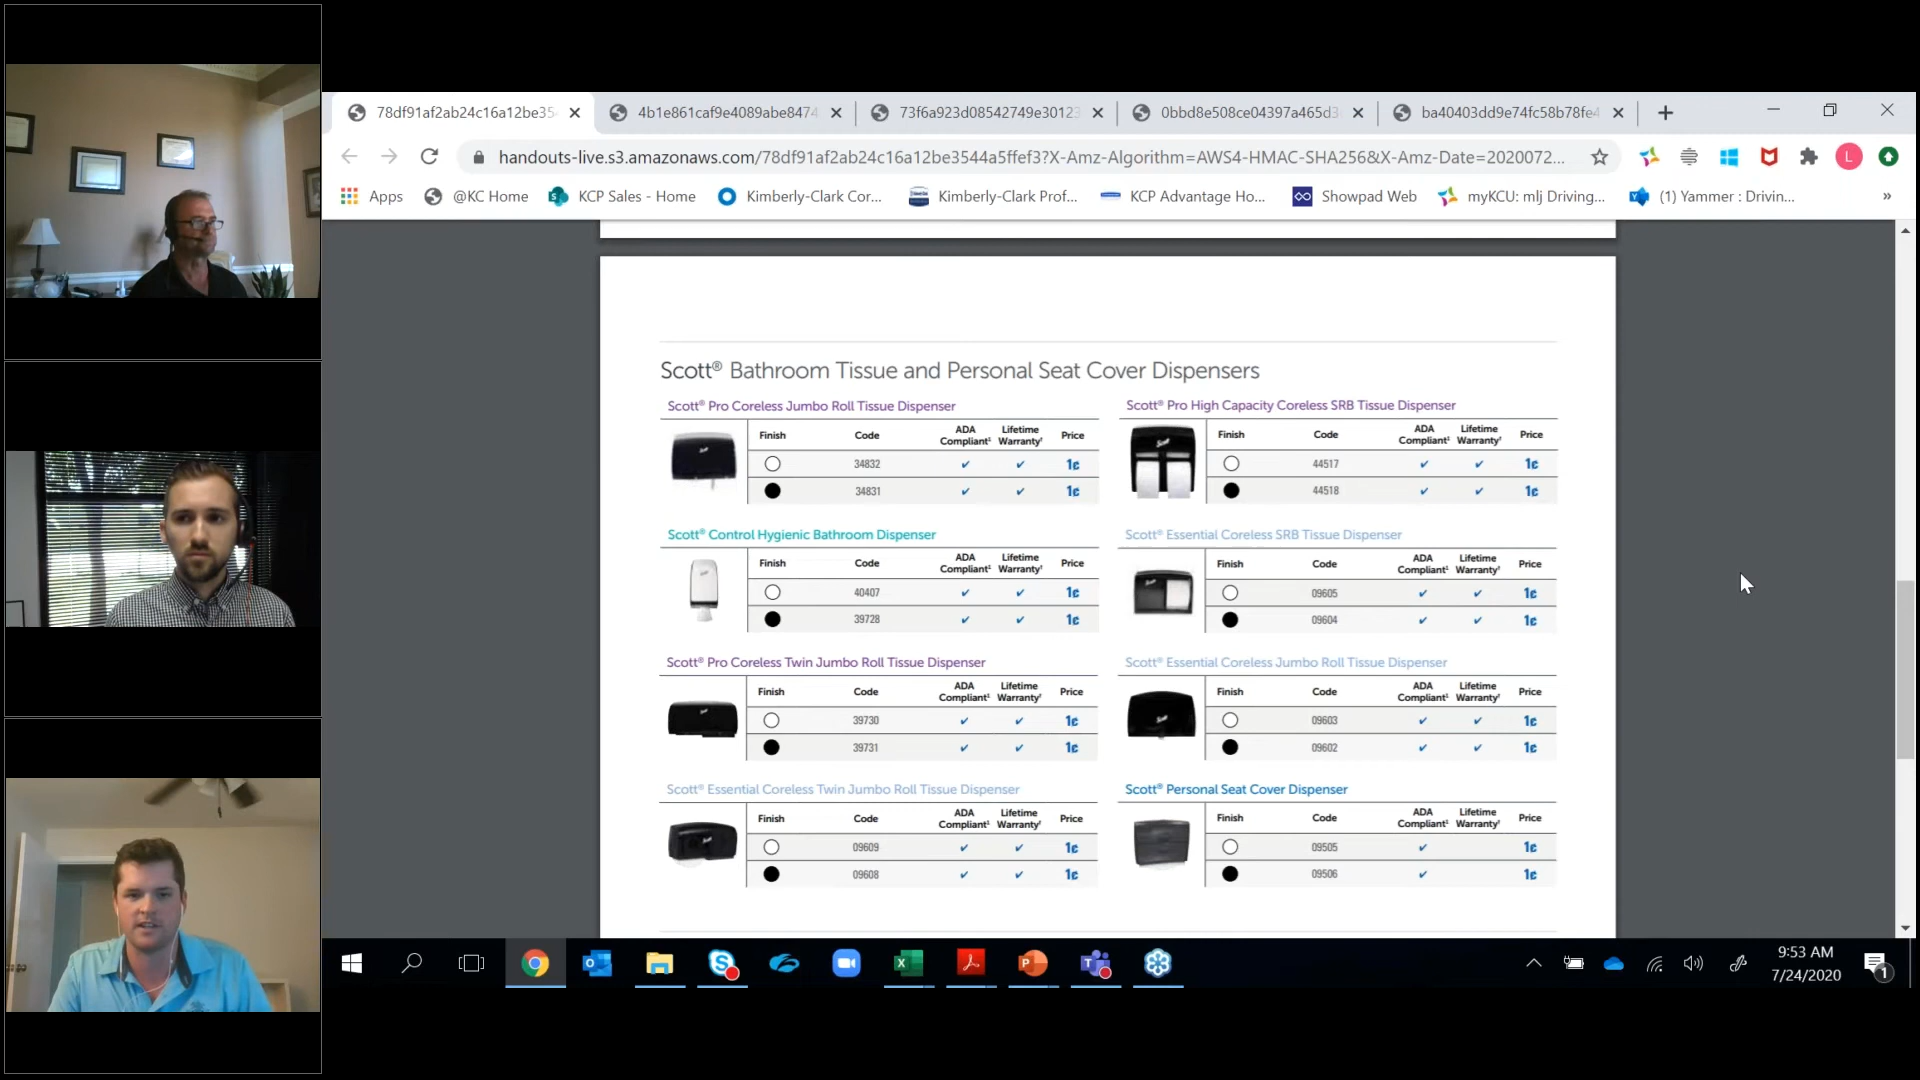 78df91af2ab24c16a12be35
4b1e861caf9e4089abe8474
73f6a923d08542749e30123
0bbd8e508ce04397a465d3
ba40403dd9e74fc58b78fe4
handouts-live.s3.amazonaws.com/78df91af2ab24c16a12be3544a5ffef3?X-Amz-Algorithm=AWS4-HMAC-SHA256&X-Amz-Date=2020072...
L
Apps @KC Home KCP Sales - Home Kimberly-Clark Cor... Kimberly-Clark Prof... KCP Advantage Ho... Showpad Web myKCU: mlj Driving... (1) Yammer : Drivin... »
Scott® Bathroom Tissue and Personal Seat Cover Dispensers
Scott® Pro Coreless Jumbo Roll Tissue Dispenser
Finish Code ADA Compliant‡ Lifetime Warranty† Price
34832 ✓ ✓ 1¢
34831 ✓ ✓ 1¢
Scott® Pro High Capacity Coreless SRB Tissue Dispenser
Finish Code ADA Compliant‡ Lifetime Warranty† Price
44517 ✓ ✓ 1¢
44518 ✓ ✓ 1¢
Scott® Control Hygienic Bathroom Dispenser
Finish Code ADA Compliant‡ Lifetime Warranty† Price
40407 ✓ ✓ 1¢
39728 ✓ ✓ 1¢
Scott® Essential Coreless SRB Tissue Dispenser
Finish Code ADA Compliant‡ Lifetime Warranty† Price
09605 ✓ ✓ 1¢
09604 ✓ ✓ 1¢
Scott® Pro Coreless Twin Jumbo Roll Tissue Dispenser
Finish Code ADA Compliant‡ Lifetime Warranty† Price
39730 ✓ ✓ 1¢
39731 ✓ ✓ 1¢
Scott® Essential Coreless Jumbo Roll Tissue Dispenser
Finish Code ADA Compliant‡ Lifetime Warranty† Price
09603 ✓ ✓ 1¢
09602 ✓ ✓ 1¢
Scott® Essential Coreless Twin Jumbo Roll Tissue Dispenser
Finish Code ADA Compliant‡ Lifetime Warranty† Price
09609 ✓ ✓ 1¢
09608 ✓ ✓ 1¢
Scott® Personal Seat Cover Dispenser
Finish Code ADA Compliant‡ Lifetime Warranty† Price
09505 ✓ 1¢
09506 ✓ 1¢
9:53 AM
7/24/2020
1